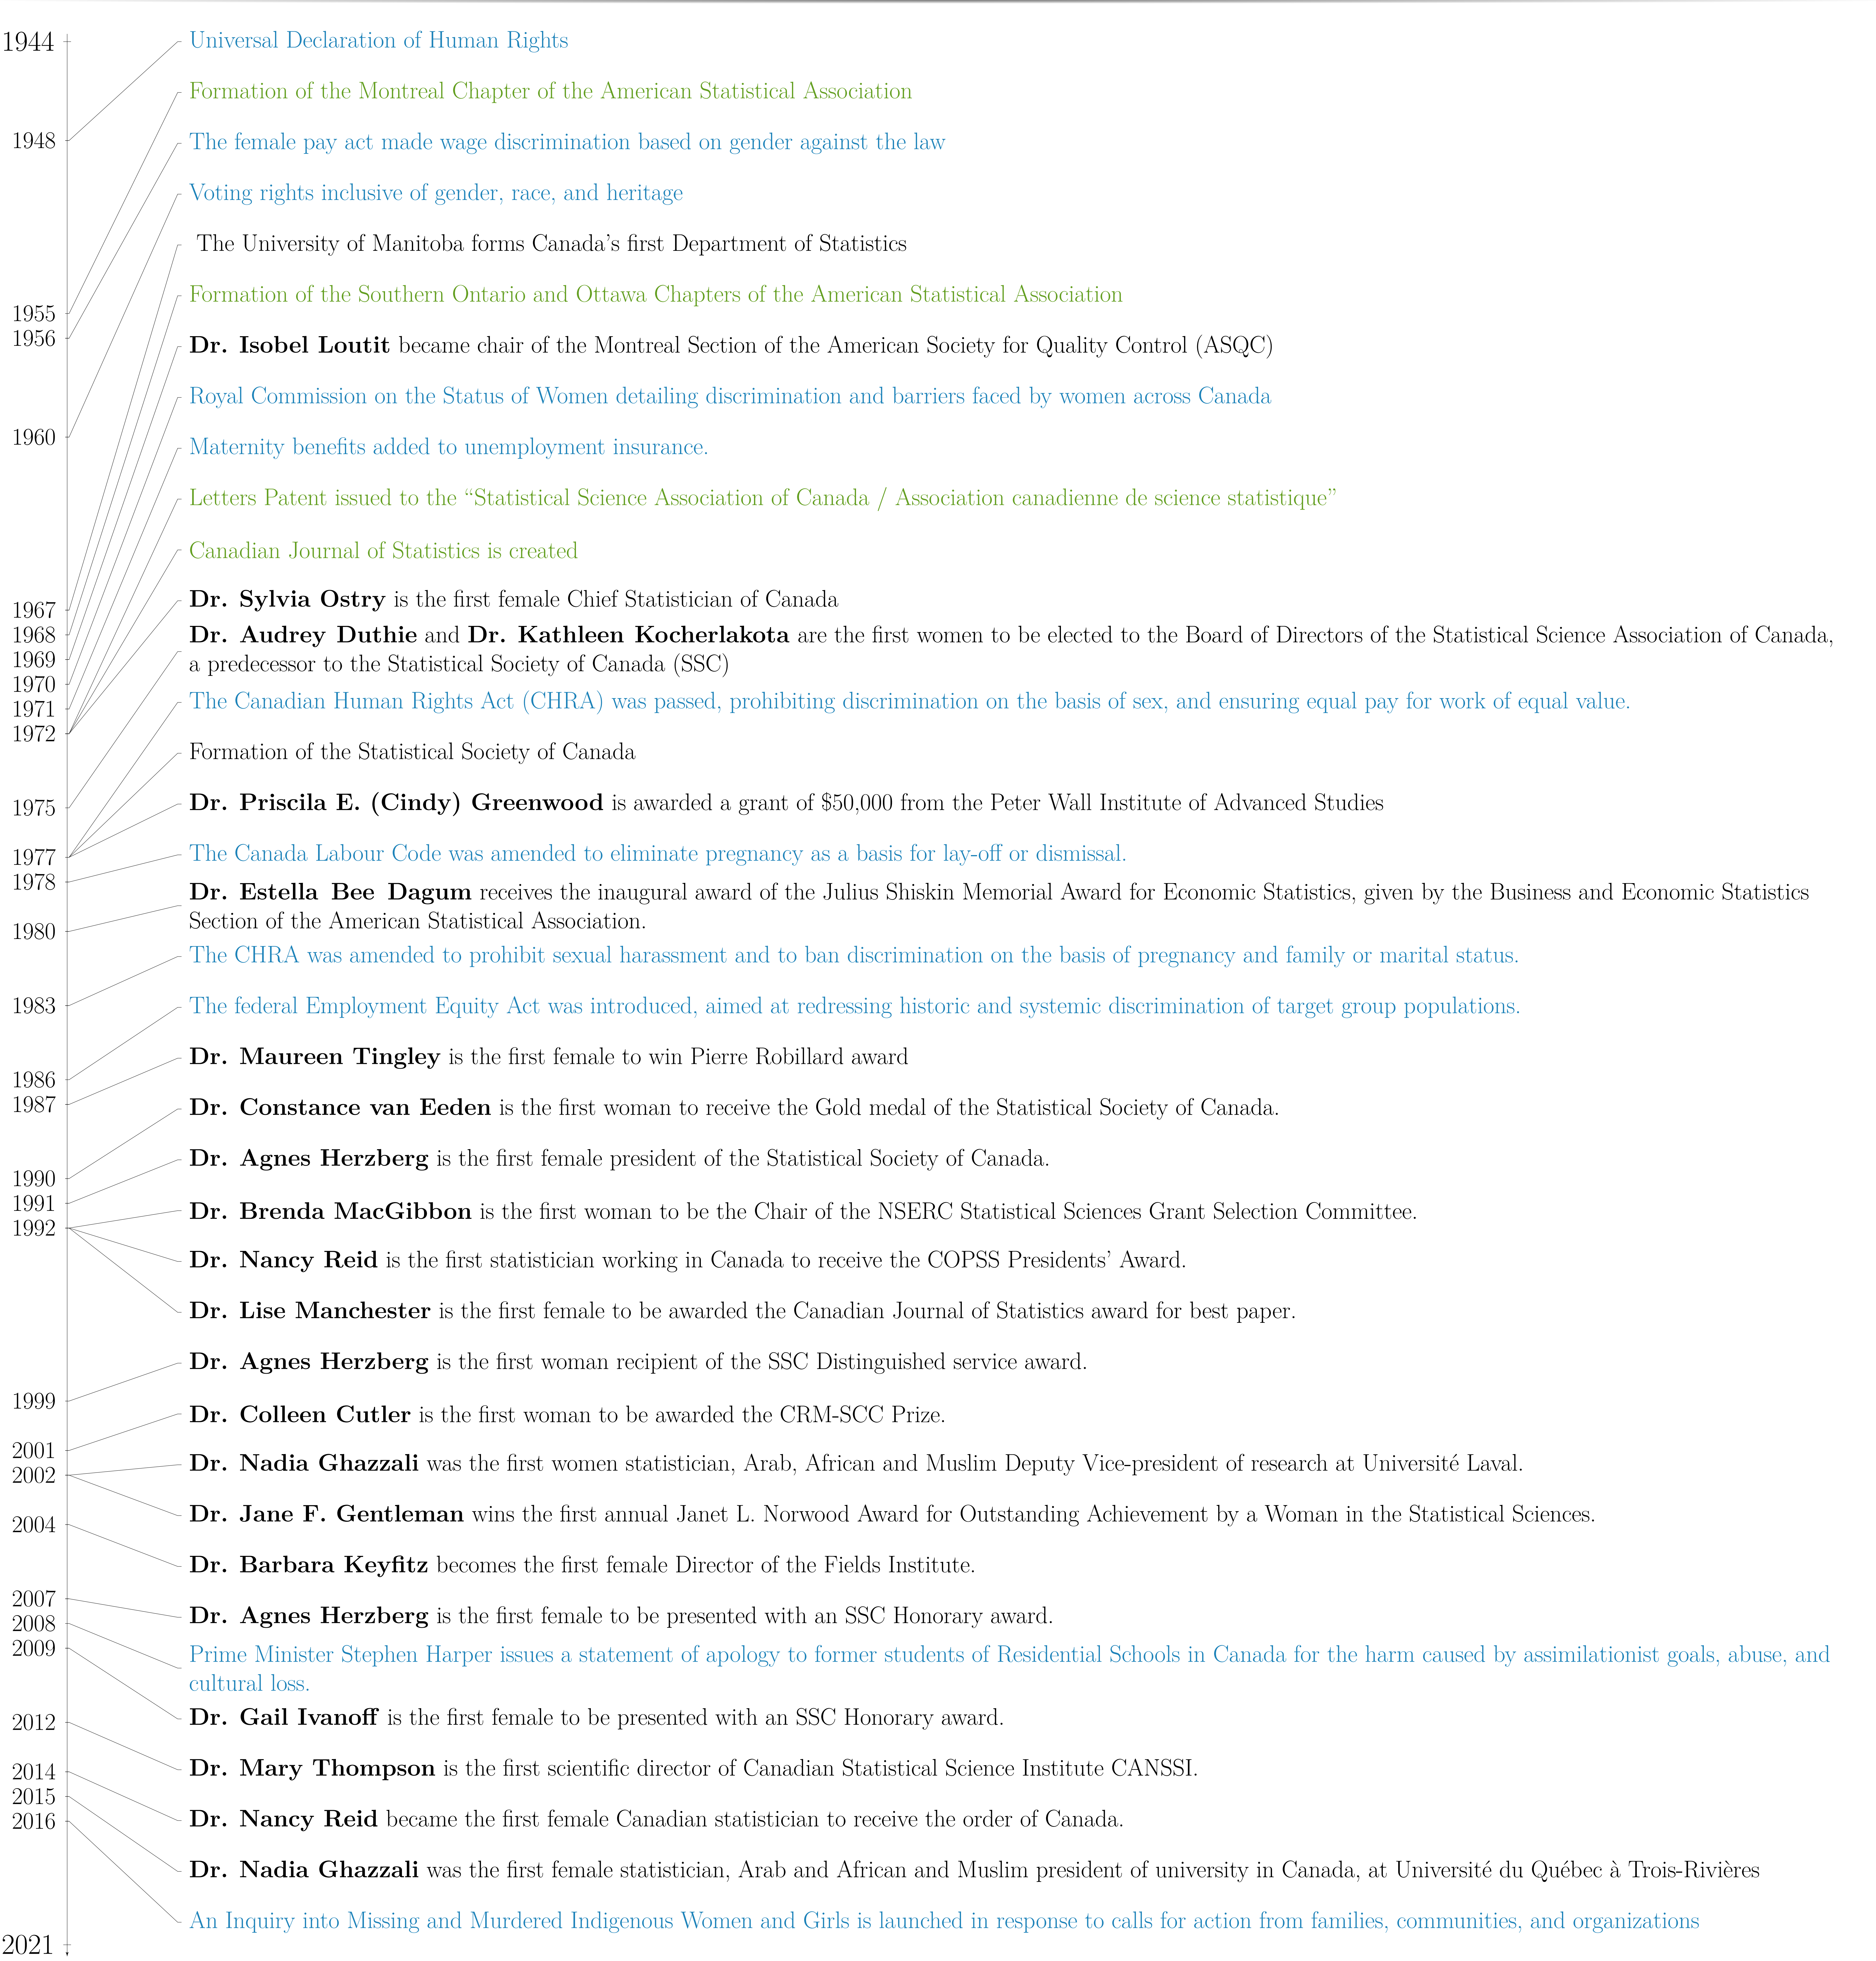 1944
Universal Declaration of Human Rights
Formation of the Montreal Chapter of the American Statistical Association
1948
The female pay act made wage discrimination based on gender against the law
Voting rights inclusive of gender, race, and heritage
The University of Manitoba forms Canada's first Department of Statistics
Formation of the Southern Ontario and Ottawa Chapters of the American Statistical Association
1955
1956
Dr. Isobel Loutit became chair of the Montreal Section of the American Society for Quality Control (ASQC)
Royal Commission on the Status of Women detailing discrimination and barriers faced by women across Canada
1960
Maternity benefits added to unemployment insurance.
Letters Patent issued to the “Statistical Science Association of Canada / Association canadienne de science statistique”
Canadian Journal of Statistics is created
Dr. Sylvia Ostry is the first female Chief Statistician of Canada
1967
1968
Dr. Audrey Duthie and Dr. Kathleen Kocherlakota are the first women to be elected to the Board of Directors of the Statistical Science Association of Canada,
a predecessor to the Statistical Society of Canada (SSC)
1969
1970
The Canadian Human Rights Act (CHRA) was passed, prohibiting discrimination on the basis of sex, and ensuring equal pay for work of equal value.
1971
1972
Formation of the Statistical Society of Canada
Dr. Priscila E. (Cindy) Greenwood is awarded a grant of $50,000 from the Peter Wall Institute of Advanced Studies
1975
The Canada Labour Code was amended to eliminate pregnancy as a basis for lay-off or dismissal.
1977
1978
Dr. Estella Bee Dagum receives the inaugural award of the Julius Shiskin Memorial Award for Economic Statistics, given by the Business and Economic Statistics
Section of the American Statistical Association.
1980
The CHRA was amended to prohibit sexual harassment and to ban discrimination on the basis of pregnancy and family or marital status.
1983
The federal Employment Equity Act was introduced, aimed at redressing historic and systemic discrimination of target group populations.
Dr. Maureen Tingley is the first female to win Pierre Robillard award
1986
1987
Dr. Constance van Eeden is the first woman to receive the Gold medal of the Statistical Society of Canada.
Dr. Agnes Herzberg is the first female president of the Statistical Society of Canada.
1990
1991
Dr. Brenda MacGibbon is the first woman to be the Chair of the NSERC Statistical Sciences Grant Selection Committee.
1992
Dr. Nancy Reid is the first statistician working in Canada to receive the COPSS Presidents' Award.
Dr. Lise Manchester is the first female to be awarded the Canadian Journal of Statistics award for best paper.
Dr. Agnes Herzberg is the first woman recipient of the SSC Distinguished service award.
1999
Dr. Colleen Cutler is the first woman to be awarded the CRM-SCC Prize.
2001
Dr. Nadia Ghazzali was the first women statistician, Arab, African and Muslim Deputy Vice-president of research at Université Laval.
2002
Dr. Jane F. Gentleman wins the first annual Janet L. Norwood Award for Outstanding Achievement by a Woman in the Statistical Sciences.
2004
Dr. Barbara Keyfitz becomes the first female Director of the Fields Institute.
2007
Dr. Agnes Herzberg is the first female to be presented with an SSC Honorary award.
2008
2009
Prime Minister Stephen Harper issues a statement of apology to former students of Residential Schools in Canada for the harm caused by assimilationist goals, abuse, and
cultural loss.
Dr. Gail Ivanoff is the first female to be presented with an SSC Honorary award.
2012
Dr. Mary Thompson is the first scientific director of Canadian Statistical Science Institute CANSSI.
2014
2015
Dr. Nancy Reid became the first female Canadian statistician to receive the order of Canada.
2016
Dr. Nadia Ghazzali was the first female statistician, Arab and African and Muslim president of university in Canada, at Université du Québec à Trois-Rivières
An Inquiry into Missing and Murdered Indigenous Women and Girls is launched in response to calls for action from families, communities, and organizations
2021